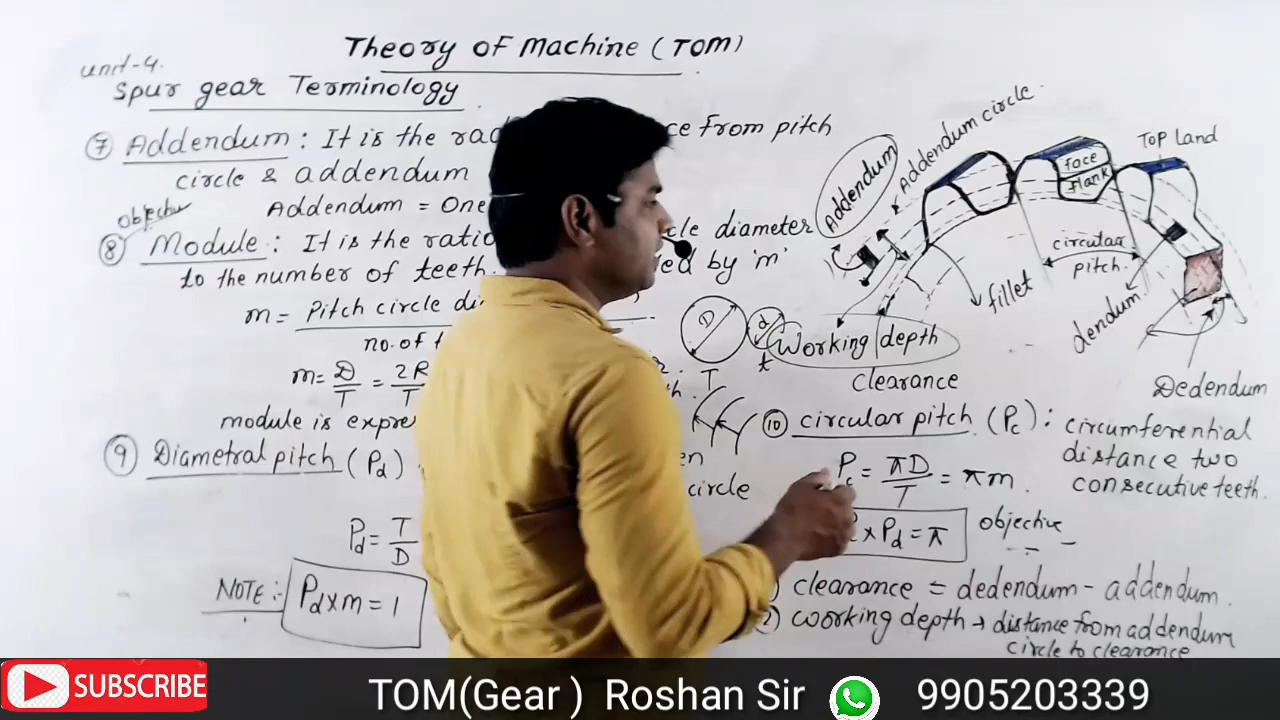 Theory of Machine (TOM)
unit-4.
Spur gear Terminology
⑦ Addendum : It is the from pitch
circle & addendum
Addendum = One
objective
⑧ Module : It is the diameter
to the number of teeth. by 'm'
m = Pitch circle
no. of
m = D/T = 2R/T
module is
⑨ Diametral pitch (Pd)
circle
Pd = T/D
NOTE :- Pd x m = 1
Addendum
Addendum circle
Face
flank
Top Land
circular
pitch.
fillet
dendum
Dedendum
D
d
T
t
Working depth
Clearance
⑩ circular pitch (Pc) : circumferential
distance two
consecutive teeth.
Pc = πD/T = πm .
x Pd = π
objective
clearance = dedendum - addendum .
2) working depth → distance from addendum
circle to clearance
SUBSCRIBE
TOM(Gear ) Roshan Sir 9905203339